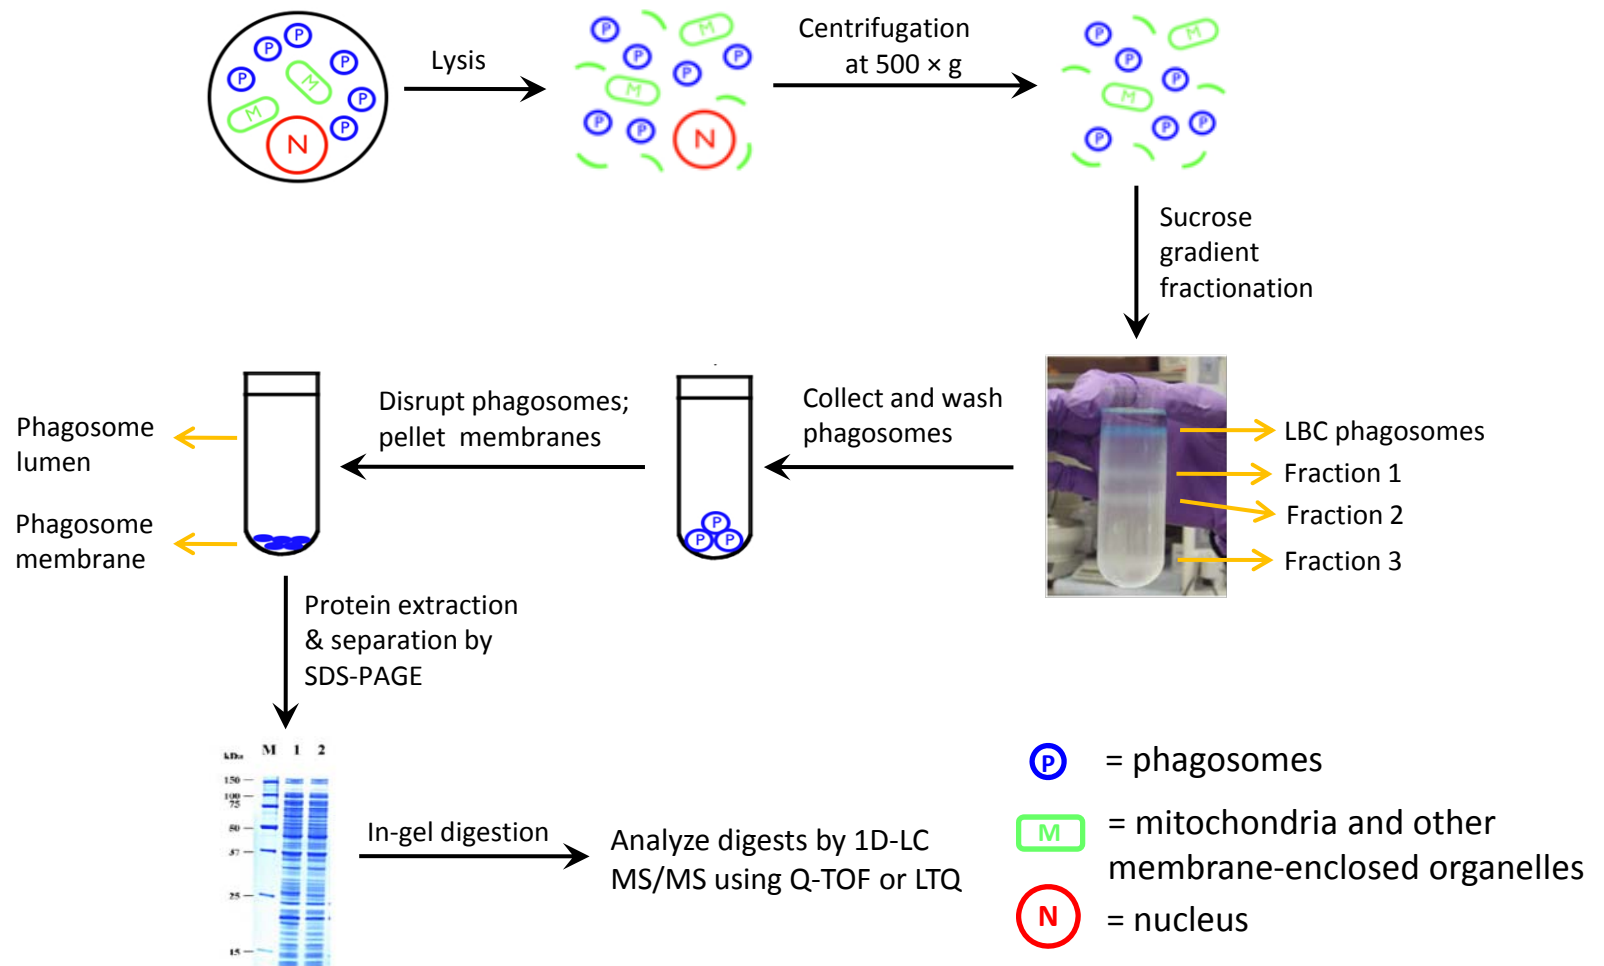 P
P
P
P
P
P
P
M
M
N
Lysis
P
P
P
P
P
P
M
M
N
Centrifugation
at 500 × g
P
P
P
P
P
P
M
M
Sucrose
gradient
fractionation
LBC phagosomes
Fraction 1
Fraction 2
Fraction 3
Collect and wash
phagosomes
P
P P
Disrupt phagosomes;
pellet membranes
Phagosome
lumen
Phagosome
membrane
Protein extraction
& separation by
SDS-PAGE
kDa M 1 2
150
100
75
50
37
25
15
In-gel digestion
Analyze digests by 1D-LC
MS/MS using Q-TOF or LTQ
P = phagosomes
M = mitochondria and other
membrane-enclosed organelles
N = nucleus